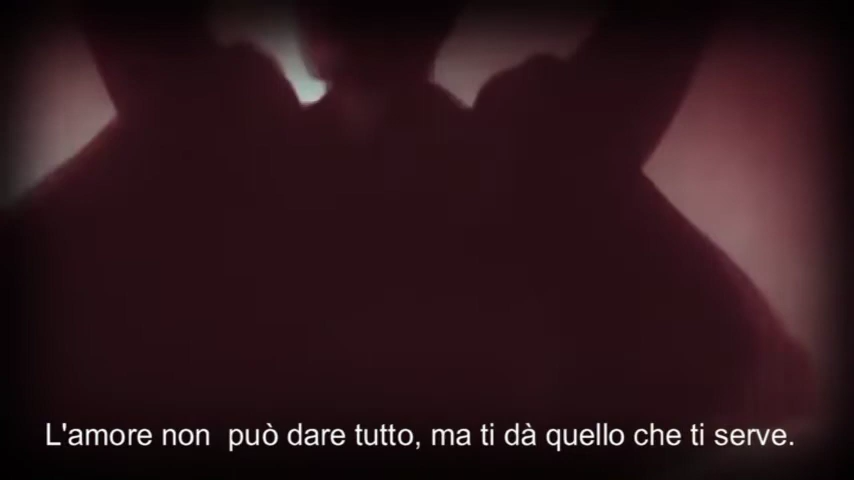 L'amore non  può dare tutto, ma ti dà quello che ti serve.